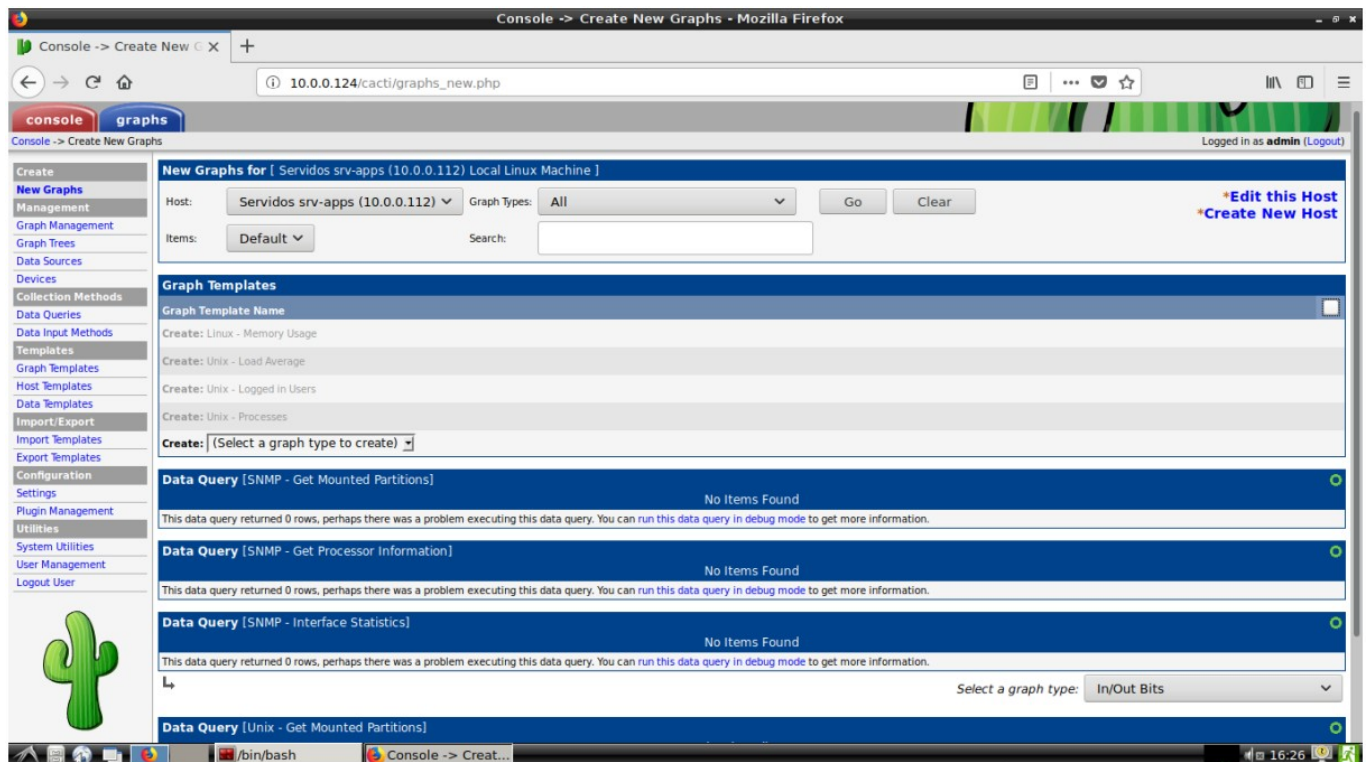 Console -> Create New Graphs - Mozilla Firefox
Console -> Create New G
10.0.0.124/cacti/graphs_new.php
console graphs
Console -> Create New Graphs
Logged in as admin (Logout)
Create
New Graphs
Management
Graph Management
Graph Trees
Data Sources
Devices
Collection Methods
Data Queries
Data Input Methods
Templates
Graph Templates
Host Templates
Data Templates
Import/Export
Import Templates
Export Templates
Configuration
Settings
Plugin Management
Utilities
System Utilities
User Management
Logout User
New Graphs for [ Servidos srv-apps (10.0.0.112) Local Linux Machine ]
Host: Servidos srv-apps (10.0.0.112) Graph Types: All Go Clear
*Edit this Host
*Create New Host
Items: Default Search:
Graph Templates
Graph Template Name
Create: Linux - Memory Usage
Create: Unix - Load Average
Create: Unix - Logged in Users
Create: Unix - Processes
Create: (Select a graph type to create)
Data Query [SNMP - Get Mounted Partitions]
No Items Found
This data query returned 0 rows, perhaps there was a problem executing this data query. You can run this data query in debug mode to get more information.
Data Query [SNMP - Get Processor Information]
No Items Found
This data query returned 0 rows, perhaps there was a problem executing this data query. You can run this data query in debug mode to get more information.
Data Query [SNMP - Interface Statistics]
No Items Found
This data query returned 0 rows, perhaps there was a problem executing this data query. You can run this data query in debug mode to get more information.
Select a graph type: In/Out Bits
Data Query [Unix - Get Mounted Partitions]
/bin/bash
Console -> Creat...
16:26